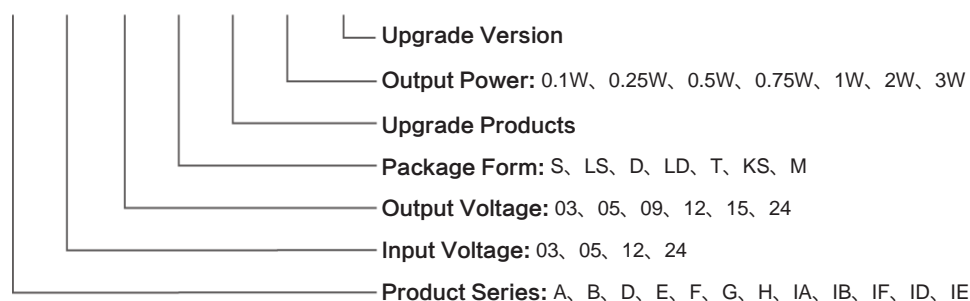 Upgrade Version
Output Power: 0.1W、0.25W、0.5W、0.75W、1W、2W、3W
Upgrade Products
Package Form: S、LS、D、LD、T、KS、M
Output Voltage: 03、05、09、12、15、24
Input Voltage: 03、05、12、24
Product Series: A、B、D、E、F、G、H、IA、IB、IF、ID、IE